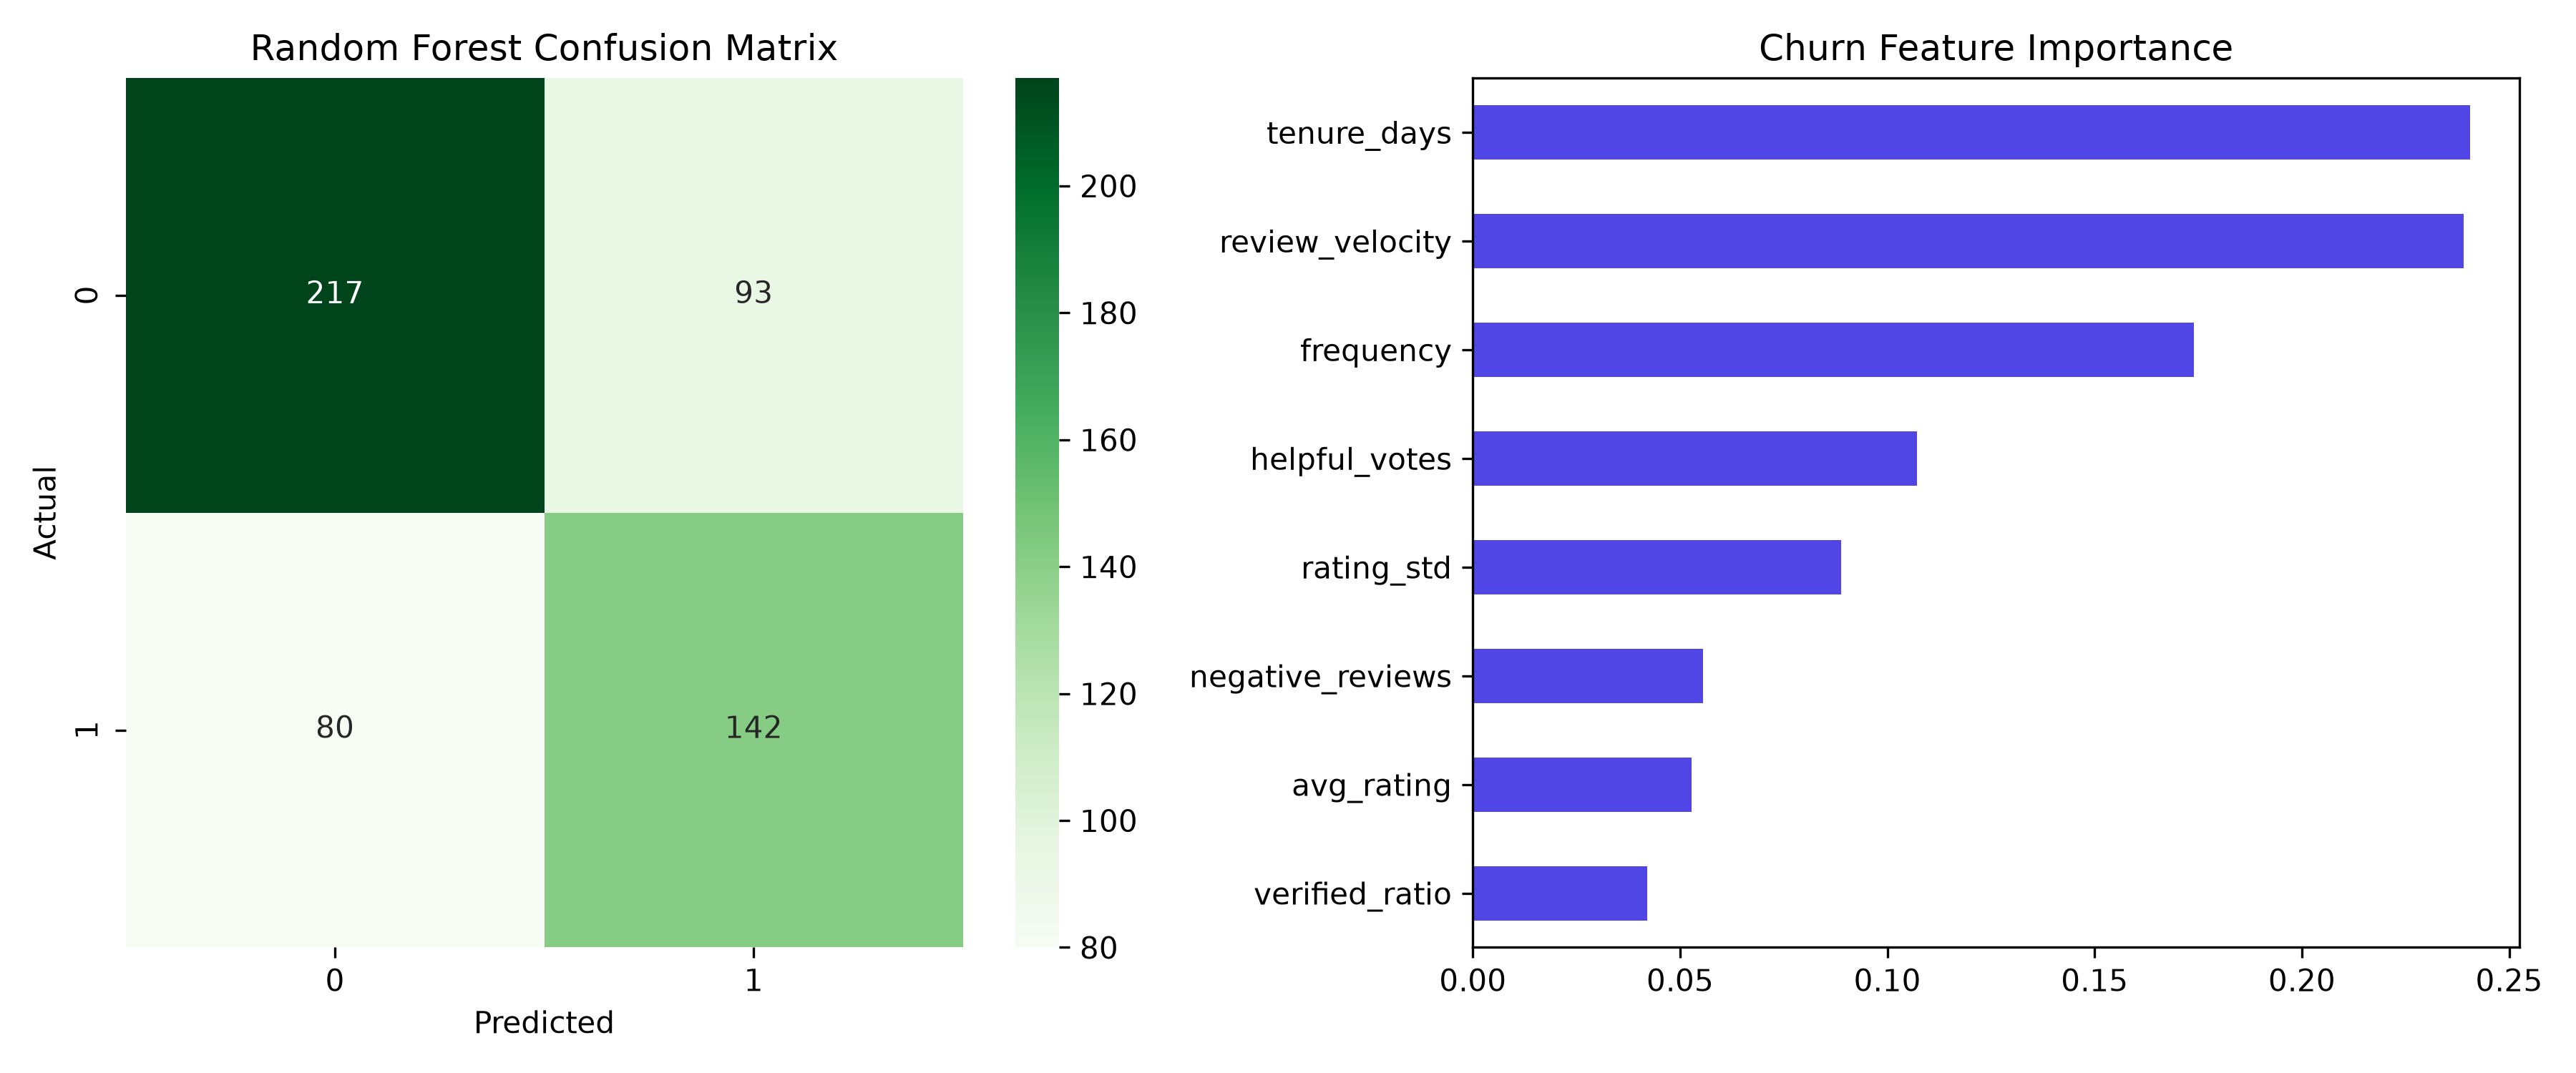 Random Forest Confusion Matrix
Actual
0
217
93
1
80
142
0
1
Predicted
200
180
160
140
120
100
80
Churn Feature Importance
tenure_days
review_velocity
frequency
helpful_votes
rating_std
negative_reviews
avg_rating
verified_ratio
0.00
0.05
0.10
0.15
0.20
0.25